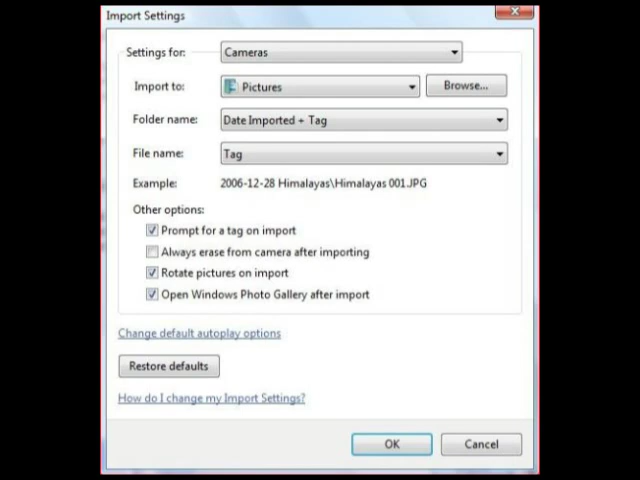 Import Settings
Settings for: Cameras
Import to: Pictures Browse...
Folder name: Date Imported + Tag
File name: Tag
Example: 2006-12-28 Himalayas\Himalayas 001.JPG
Other options:
Prompt for a tag on import
Always erase from camera after importing
Rotate pictures on import
Open Windows Photo Gallery after import
Change default autoplay options
Restore defaults
How do I change my Import Settings?
OK Cancel